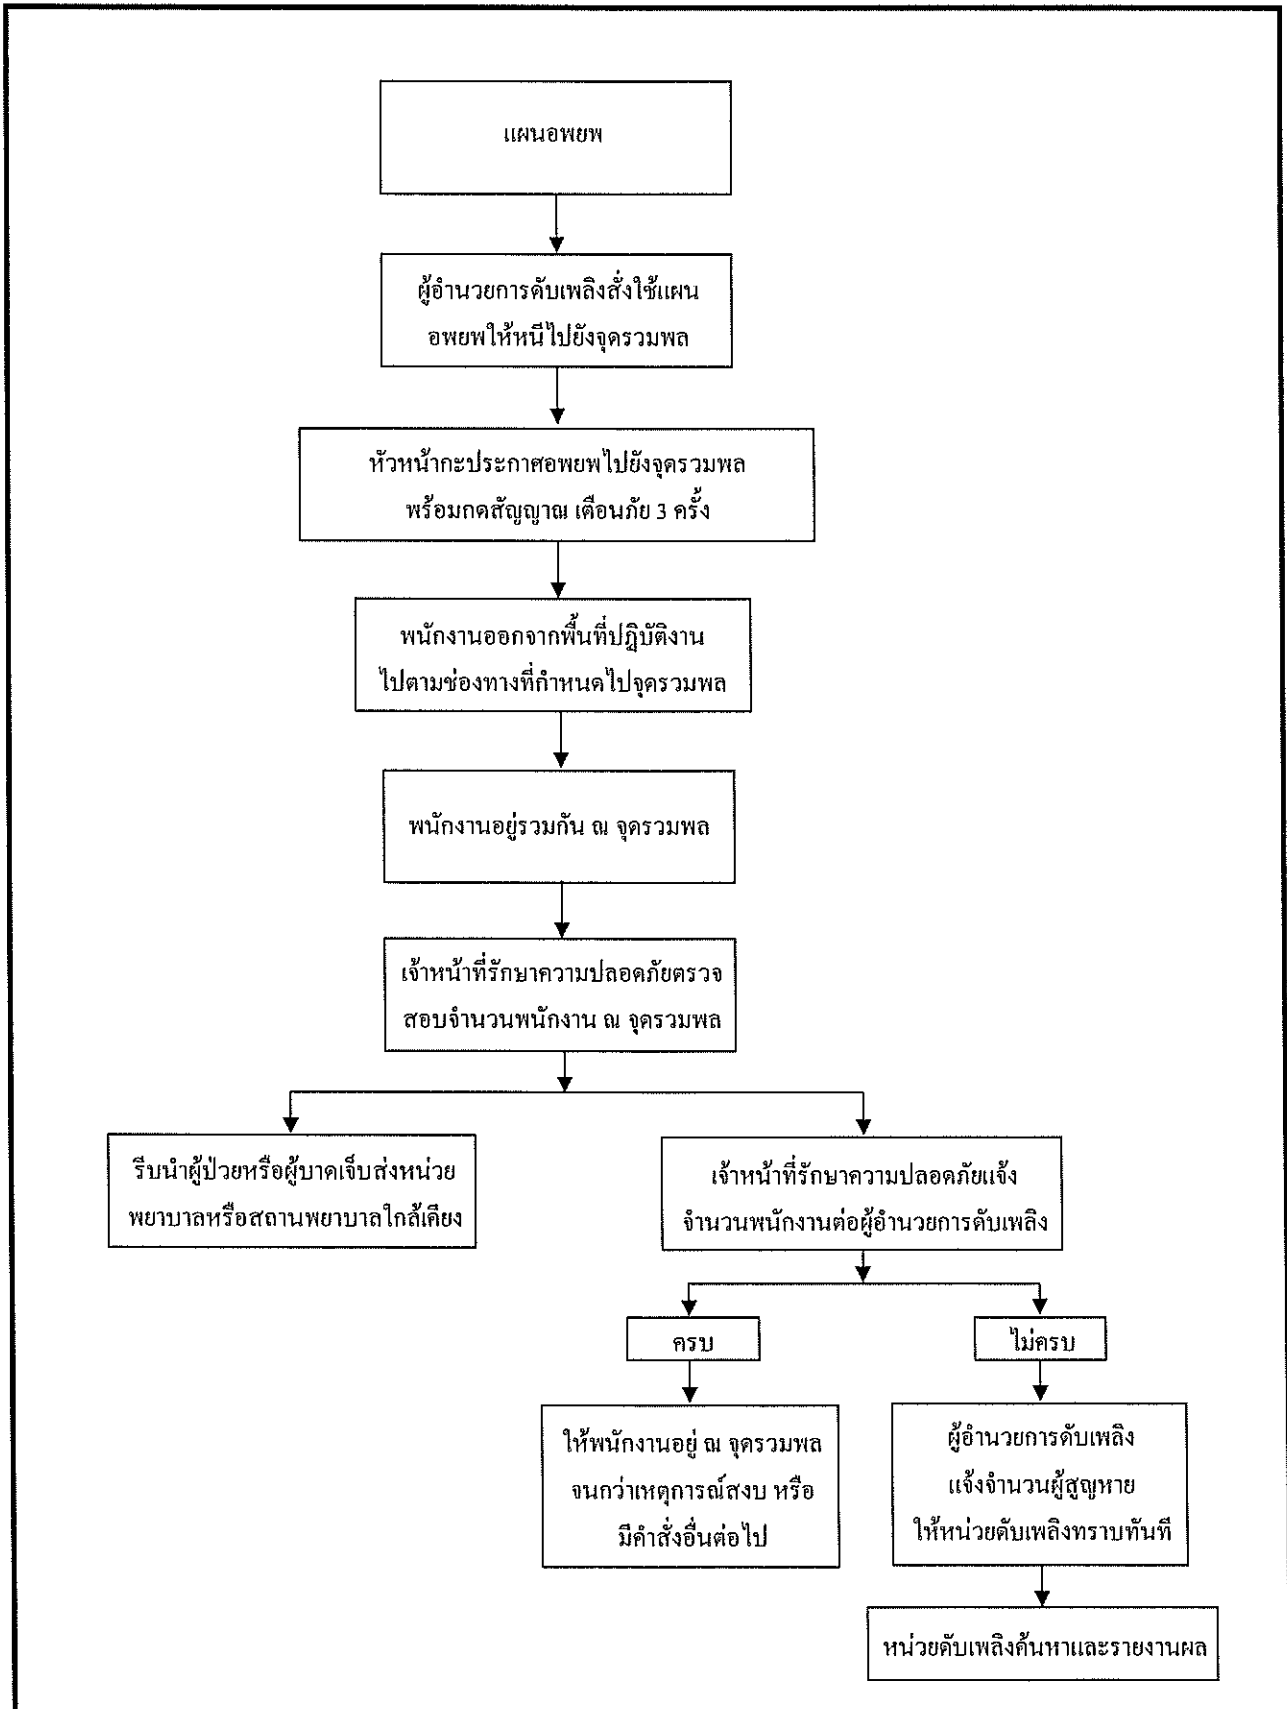 แผนอพยพ
ผู้อำนวยการดับเพลิงสั่งใช้แผน
อพยพให้หนีไปยังจุดรวมพล
หัวหน้ากะประกาศอพยพไปยังจุดรวมพล
พร้อมกดสัญญาณ เตือนภัย 3 ครั้ง
พนักงานออกจากพื้นที่ปฎิบัติงาน
ไปตามช่องทางที่กำหนดไปจุดรวมพล
พนักงานอยู่รวมกัน ณ จุดรวมพล
เจ้าหน้าที่รักษาความปลอดภัยตรวจ
สอบจำนวนพนักงาน ณ จุดรวมพล
รีบนำผู้ป่วยหรือผู้บาดเจ็บส่งหน่วย
พยาบาลหรือสถานพยาบาลใกล้เคียง
เจ้าหน้าที่รักษาความปลอดภัยแจ้ง
จำนวนพนักงานต่อผู้อำนวยการดับเพลิง
ครบ
ไม่ครบ
ให้พนักงานอยู่ ณ จุดรวมพล
จนกว่าเหตุการณ์สงบ หรือ
มีคำสั่งอื่นต่อไป
ผู้อำนวยการดับเพลิง
แจ้งจำนวนผู้สูญหาย
ให้หน่วยดับเพลิงทราบทันที
หน่วยดับเพลิงค้นหาและรายงานผล